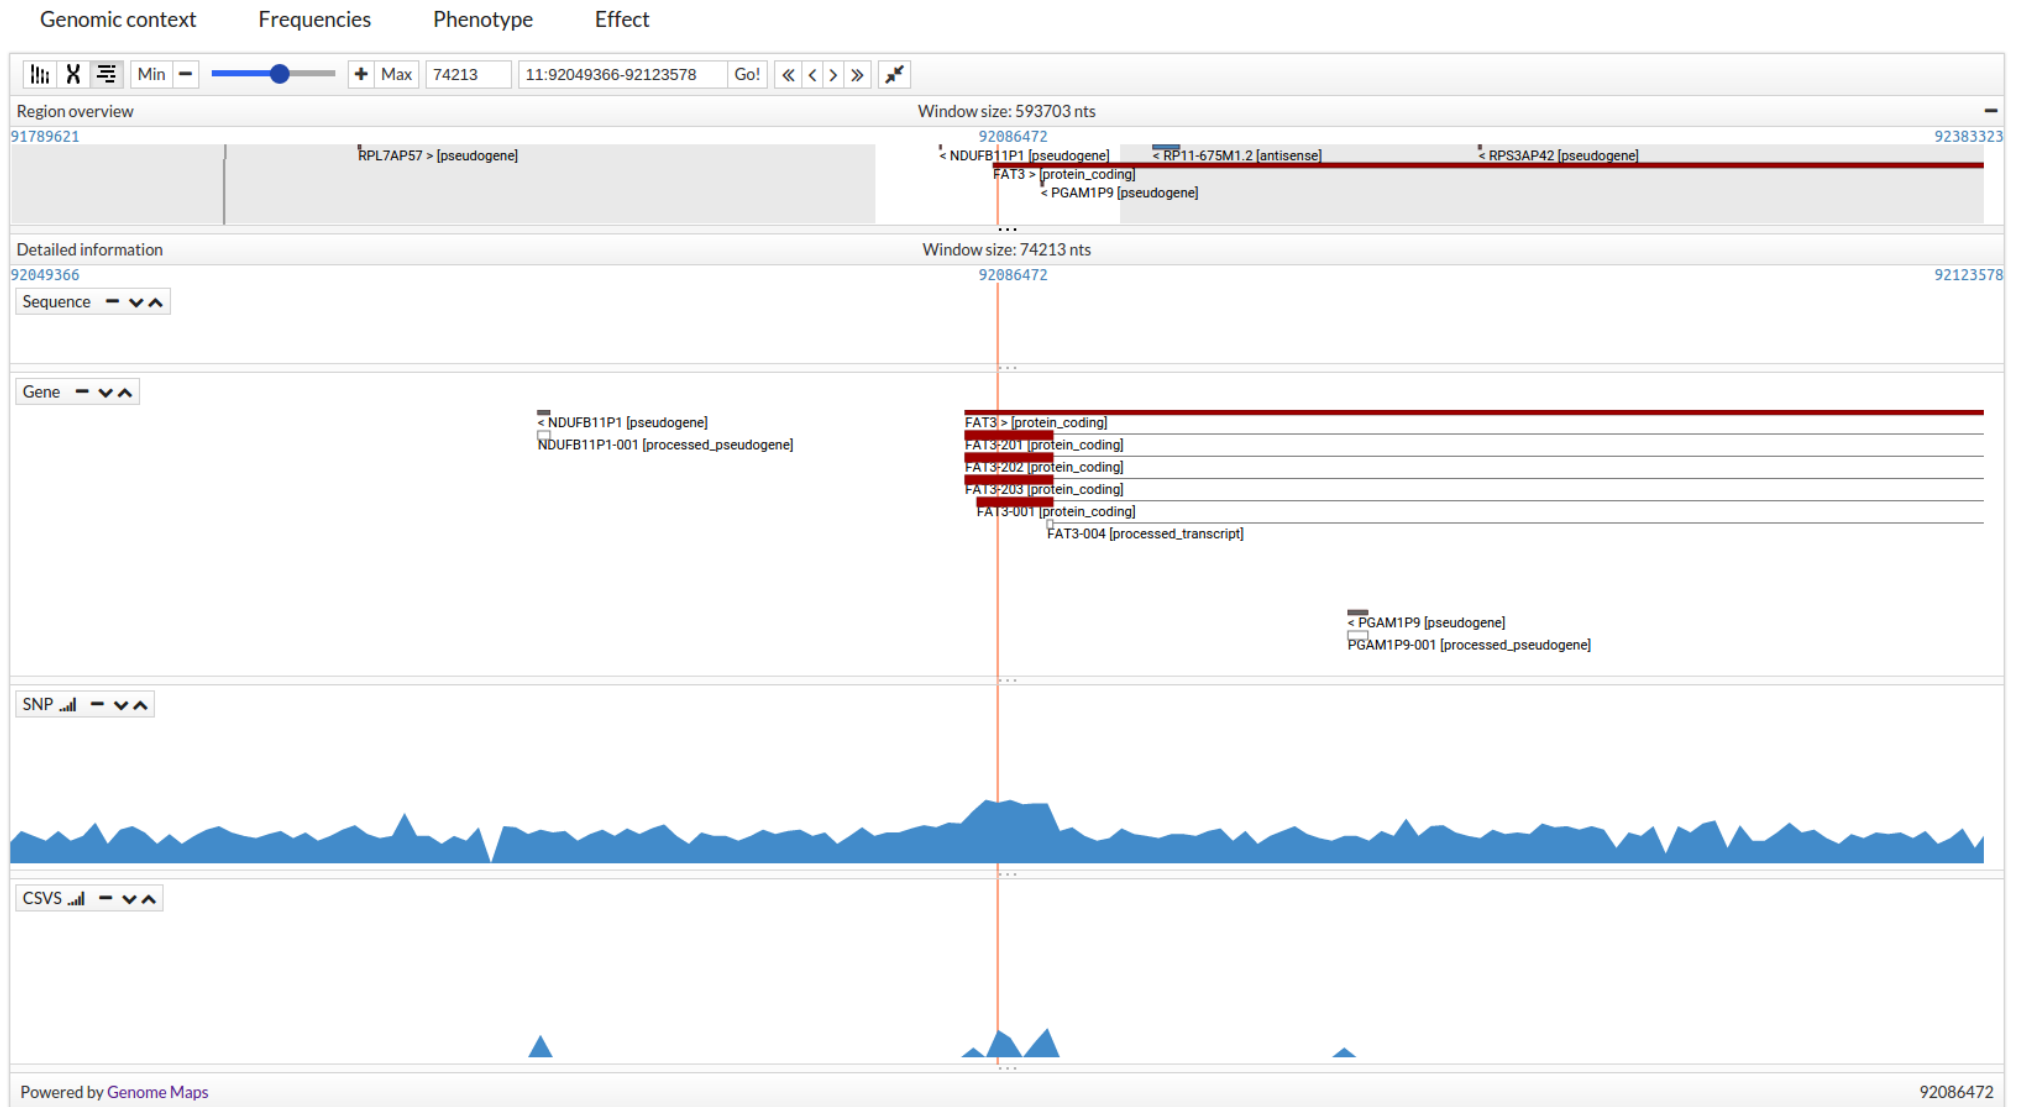 Genomic context Frequencies Phenotype Effect
Min Max 74213 11:92049366-92123578 Go!
Region overview Window size: 593703 nts
91789621 92086472 92383323
RPL7AP57 > [pseudogene] < NDUFB11P1 [pseudogene] < RP11-675M1.2 [antisense] < RPS3AP42 [pseudogene]
FAT3 > [protein_coding]
< PGAM1P9 [pseudogene]
Detailed information Window size: 74213 nts
92049366 92086472 92123578
Sequence
Gene
< NDUFB11P1 [pseudogene] FAT3 > [protein_coding]
NDUFB11P1-001 [processed_pseudogene] FAT3-201 [protein_coding]
FAT3-202 [protein_coding]
FAT3-203 [protein_coding]
FAT3-001 [protein_coding]
FAT3-004 [processed_transcript]
< PGAM1P9 [pseudogene]
PGAM1P9-001 [processed_pseudogene]
SNP
CSVS
Powered by Genome Maps 92086472